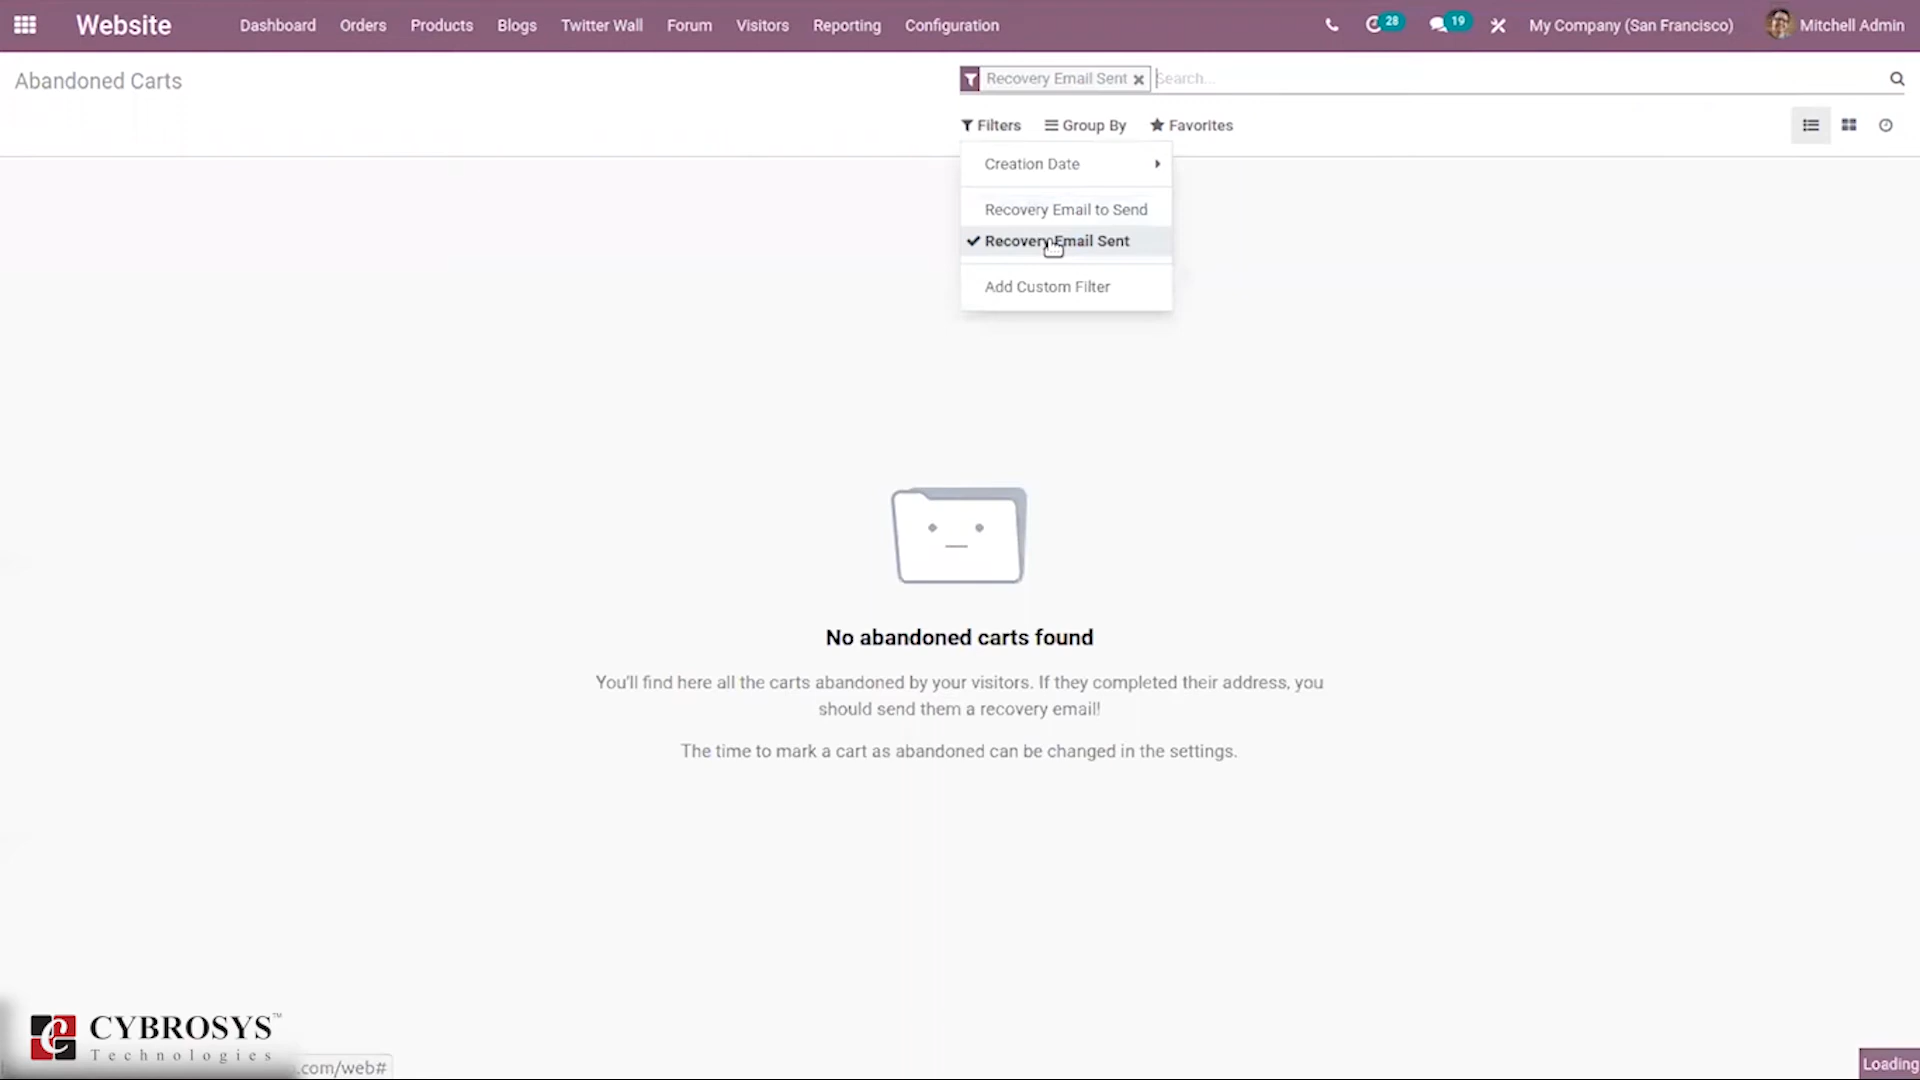 Website
Dashboard
Orders
Products
Blogs
Twitter Wall
Forum
Visitors
Reporting
Configuration
28
19
My Company (San Francisco)
Mitchell Admin
Abandoned Carts
Recovery Email Sent
Search...
Filters
Group By
Favorites
Creation Date
Recovery Email to Send
Recovery Email Sent
Add Custom Filter
No abandoned carts found
You'll find here all the carts abandoned by your visitors. If they completed their address, you
should send them a recovery email!
The time to mark a cart as abandoned can be changed in the settings.
CYBROSYS™
Technologies
.com/web#
Loading